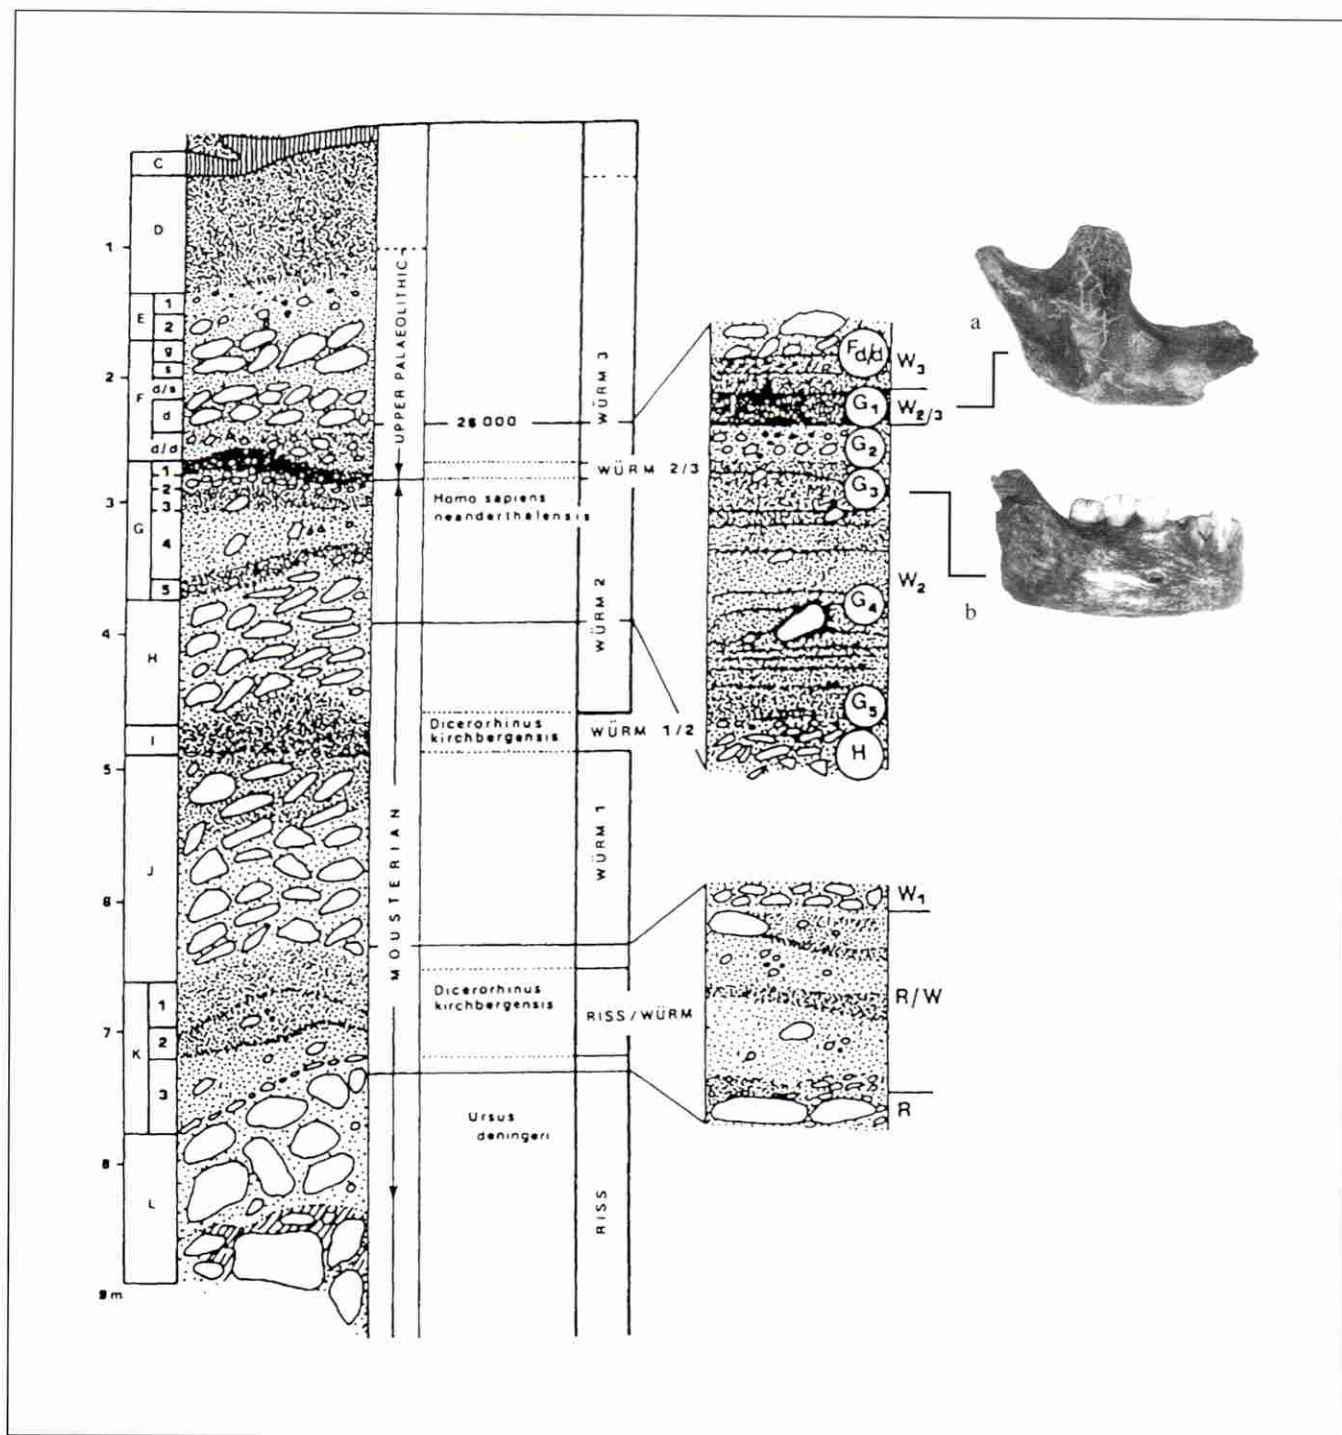 C
D
1
E
1
2
g
s
2
F
d/s
d
d/d
1
2
3
3
G
4
5
4
H
I
5
J
6
1
7
K
2
3
8
L
9 m
UPPER PALAEOLITHIC
MOUSTERIAN
26 000
Homo sapiens
neanderthalensis
Dicerorhinus
kirchbergensis
Dicerorhinus
kirchbergensis
Ursus
deningeri
WÜRM 3
WÜRM 2/3
WÜRM 2
WÜRM 1/2
WÜRM 1
RISS/WÜRM
RISS
Fd/d
W3
G1
W2/3
G2
G3
W2
G4
G5
H
W1
R/W
R
a
b